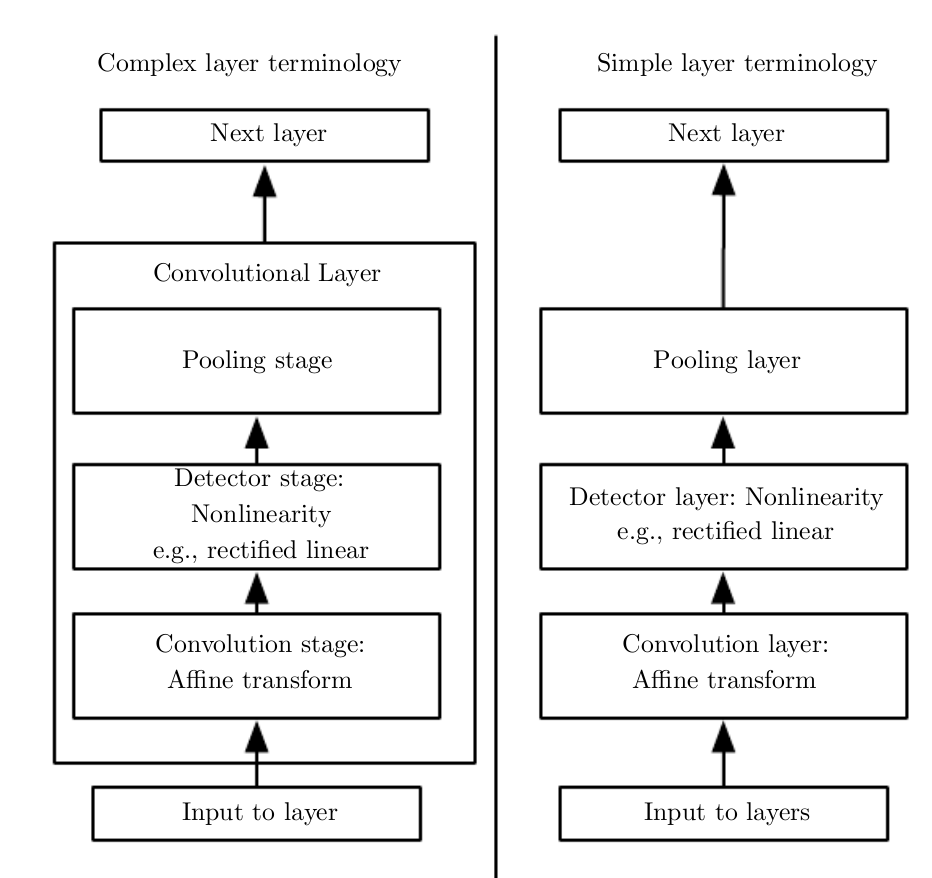 Complex layer terminology
Next layer
Convolutional Layer
Pooling stage
Detector stage:
Nonlinearity
e.g., rectified linear
Convolution stage:
Affine transform
Input to layer
Simple layer terminology
Next layer
Pooling layer
Detector layer: Nonlinearity
e.g., rectified linear
Convolution layer:
Affine transform
Input to layers